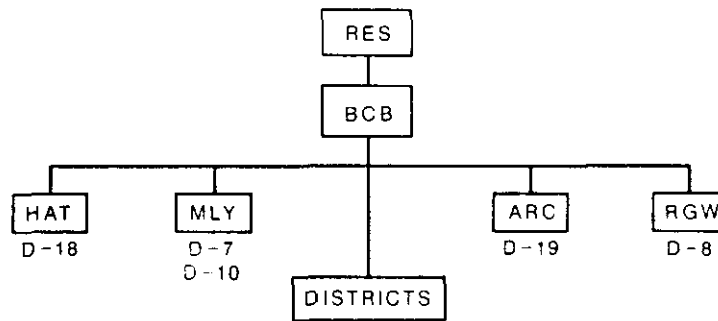 RES
BCB
HAT MLY ARC RGW
D-18 D-7 D-19 D-8
D-10
DISTRICTS